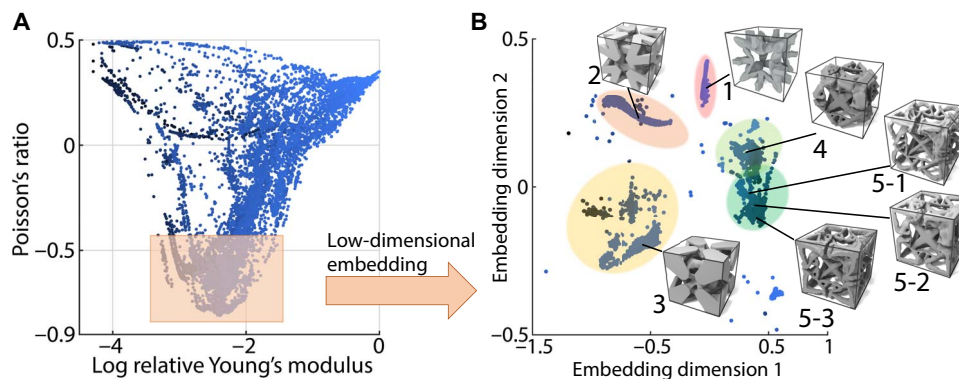 A
0.5
0
−0.5
−0.9
Poisson's ratio
−4
−2
0
Log relative Young's modulus
Low-dimensional
embedding
B
0.5
0
−0.5
Embedding dimension 2
−1.5
−0.5
0.5
1
Embedding dimension 1
2
1
4
5-1
5-2
5-3
3